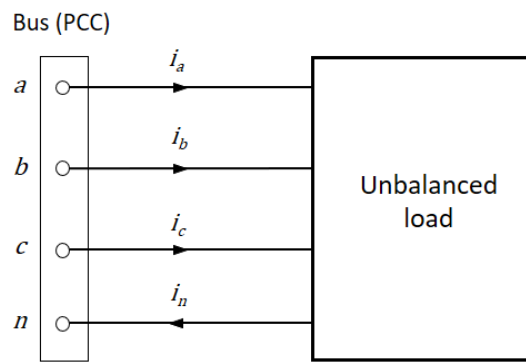 Bus (PCC)
a
i_a
b
i_b
c
i_c
n
i_n
Unbalanced
load